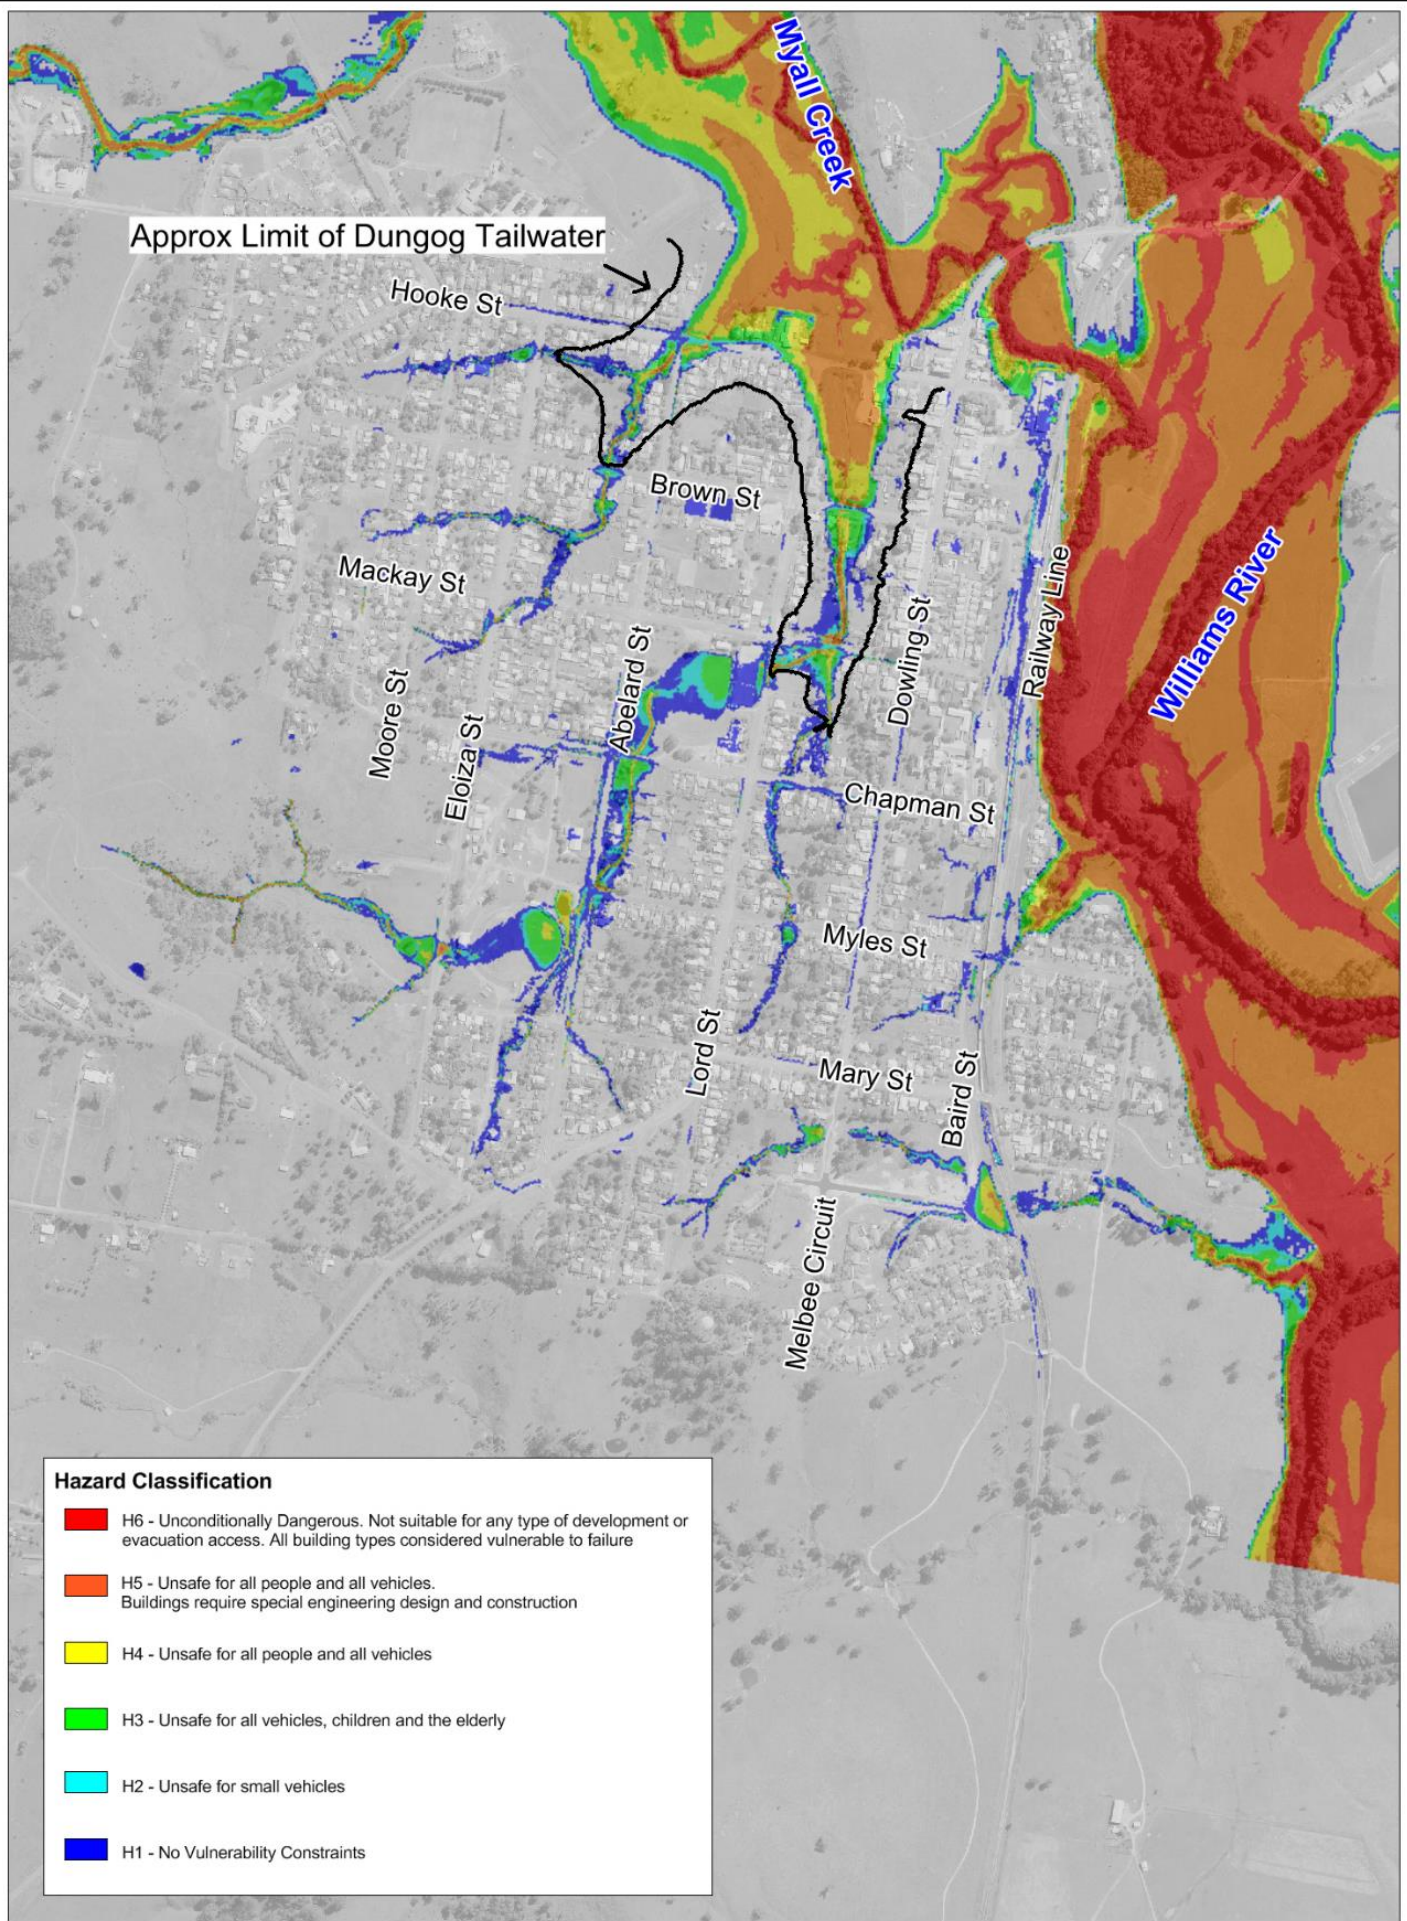 Myall Creek
Approx Limit of Dungog Tailwater
Hooke St
Brown St
Mackay St
Railway Line
Williams River
Dowling St
Abelard St
Moore St
Eloiza St
Chapman St
Myles St
Lord St
Mary St
Baird St
Melbee Circuit
Hazard Classification
H6 - Unconditionally Dangerous. Not suitable for any type of development or
evacuation access. All building types considered vulnerable to failure
H5 - Unsafe for all people and all vehicles.
Buildings require special engineering design and construction
H4 - Unsafe for all people and all vehicles
H3 - Unsafe for all vehicles, children and the elderly
H2 - Unsafe for small vehicles
H1 - No Vulnerability Constraints